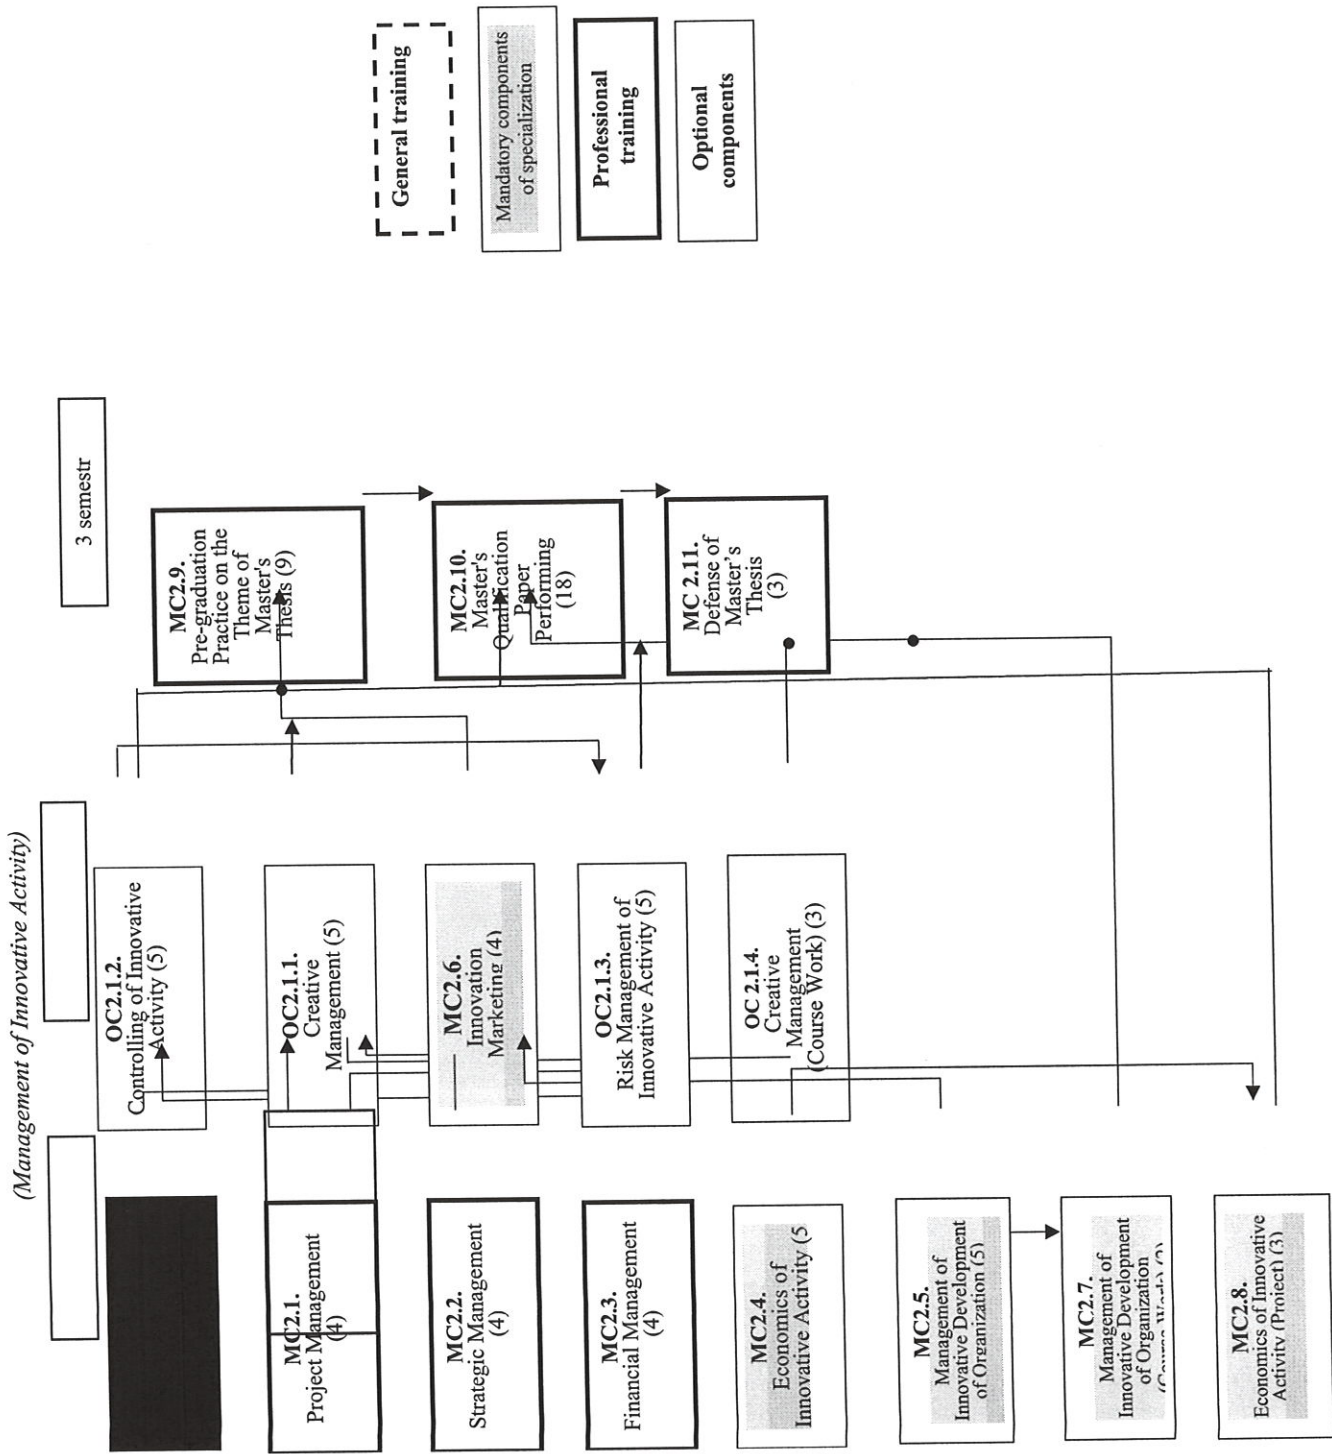 (Management of Innovative Activity)
3 semestr
MC2.1.
Project Management
(4)
MC2.2.
Strategic Management
(4)
MC2.3.
Financial Management
(4)
MC2.4.
Economics of
Innovative Activity (5
MC2.5.
Management of
Innovative Development
of Organization (5)
MC2.7.
Management of
Innovative Development
of Organization
MC2.8.
Economics of Innovative
Activity (Project) (3)
OC2.1.2.
Controlling of Innovative
Activity (5)
OC2.1.1.
Creative
Management (5)
MC2.6.
Innovation
Marketing (4)
OC2.1.3.
Risk Management of
Innovative Activity (5)
OC 2.1.4.
Creative
Management
(Course Work) (3)
MC2.9.
Pre-graduation
Practice on the
Theme of
Master's
Thesis (9)
MC2.10.
Master's
Qualification
Paper
Performing
(18)
MC 2.11.
Defense of
Master's
Thesis
(3)
General training
Mandatory components
of specialization
Professional
training
Optional
components